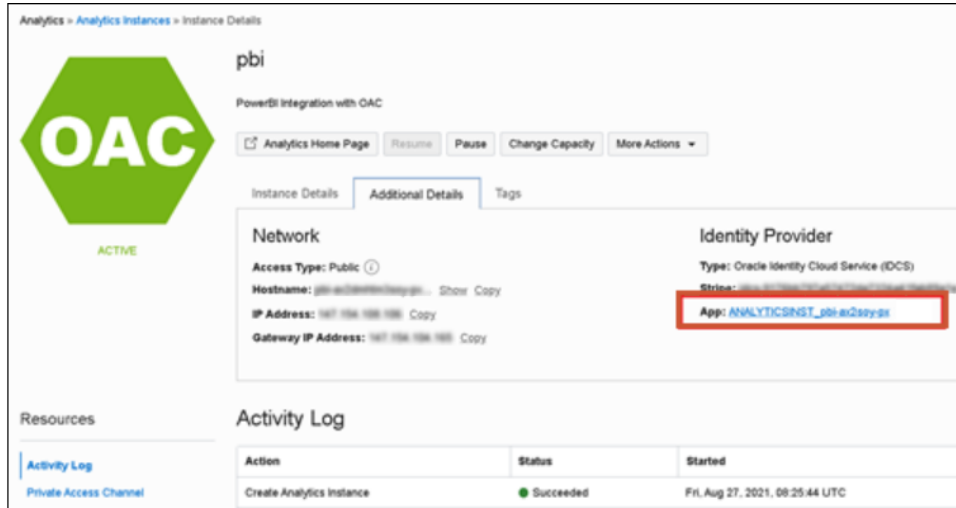 Analytics » Analytics Instances » Instance Details
OAC
ACTIVE
pbi
PowerBI Integration with OAC
Analytics Home Page Resume Pause Change Capacity More Actions
Instance Details Additional Details Tags
Network
Access Type: Public
Hostname: Show Copy
IP Address: Copy
Gateway IP Address: Copy
Identity Provider
Type: Oracle Identity Cloud Service (IDCS)
Stripe:
App: ANALYTICSINST_pbi-ax2soy-px
Resources
Activity Log
Private Access Channel
Activity Log
Action Status Started
Create Analytics Instance Succeeded Fri, Aug 27, 2021, 08:25:44 UTC